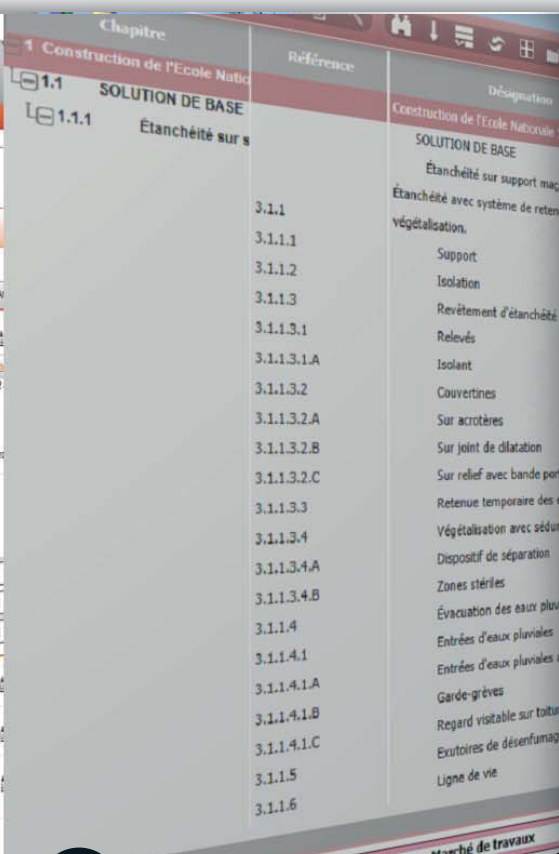 Chapitre Référence Désignation
1 Construction de l'Ecole Natio Construction de l'Ecole Nationale
1.1 SOLUTION DE BASE SOLUTION DE BASE
1.1.1 Étanchéité sur s Étanchéité sur support maç
3.1.1 Étanchéité avec système de reten
végétalisation.
3.1.1.1 Support
3.1.1.2 Isolation
3.1.1.3 Revêtement d'étanchéité
3.1.1.3.1 Relevés
3.1.1.3.1.A Isolant
3.1.1.3.2 Couvertines
3.1.1.3.2.A Sur acrotères
3.1.1.3.2.B Sur joint de dilatation
3.1.1.3.2.C Sur relief avec bande port
3.1.1.3.3 Retenue temporaire des
3.1.1.3.4 Végétalisation avec sédu
3.1.1.3.4.A Dispositif de séparation
3.1.1.3.4.B Zones stériles
3.1.1.4 Évacuation des eaux pluv
3.1.1.4.1 Entrées d'eaux pluviales
3.1.1.4.1.A Entrées d'eaux pluviales
3.1.1.4.1.B Garde-grèves
3.1.1.4.1.C Regard visitable sur toitur
3.1.1.5 Exutoires de désenfumag
3.1.1.6 Ligne de vie
Marché de travaux